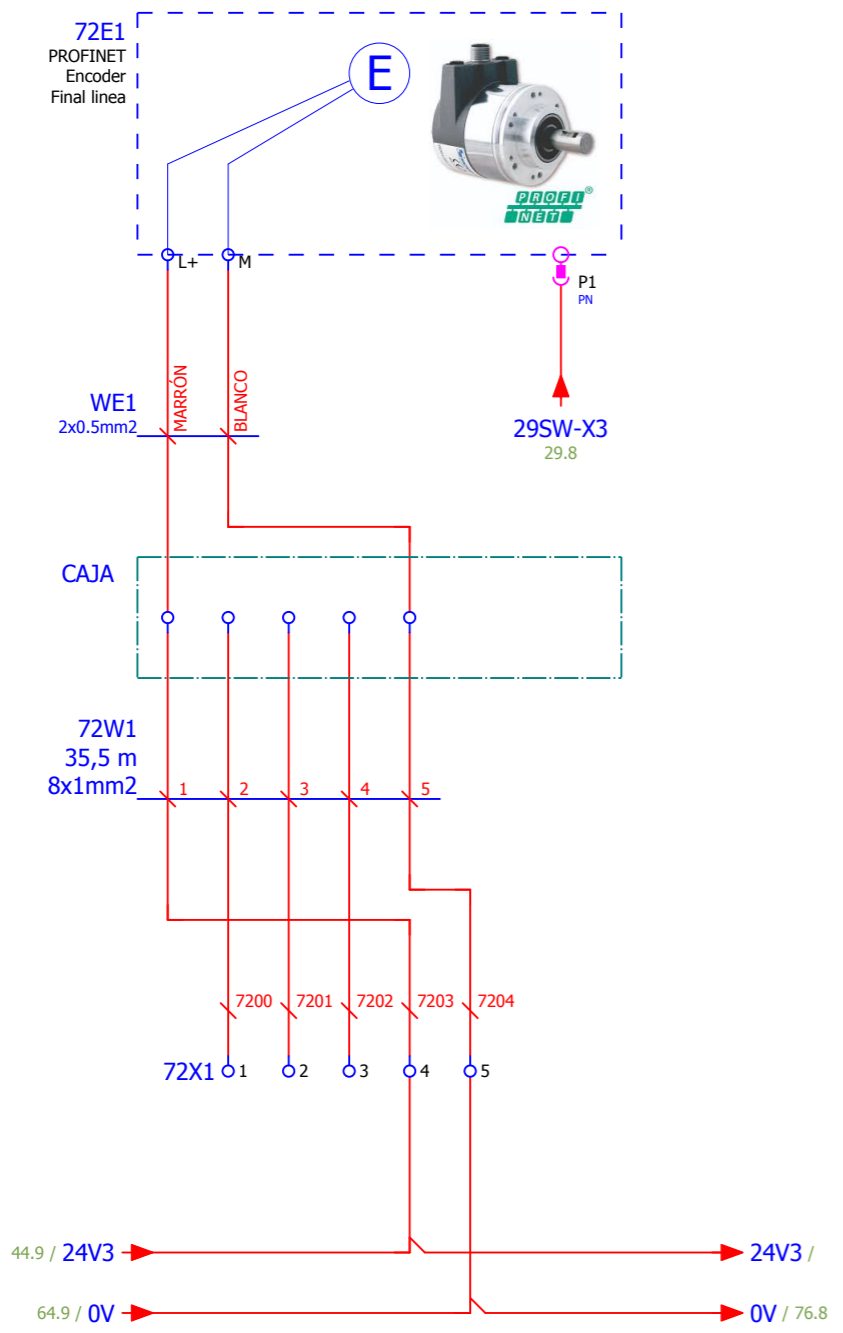 72E1
PROFINET
Encoder
Final linea
E
PROFI
NET
®
L+
M
P1
PN
MARRÓN
BLANCO
WE1
2x0.5mm2
29SW-X3
29.8
CAJA
72W1
35,5 m
8x1mm2
1 2 3 4 5
7200 7201 7202 7203 7204
72X1 1 2 3 4 5
44.9 / 24V3 24V3 /
64.9 / 0V 0V / 76.8